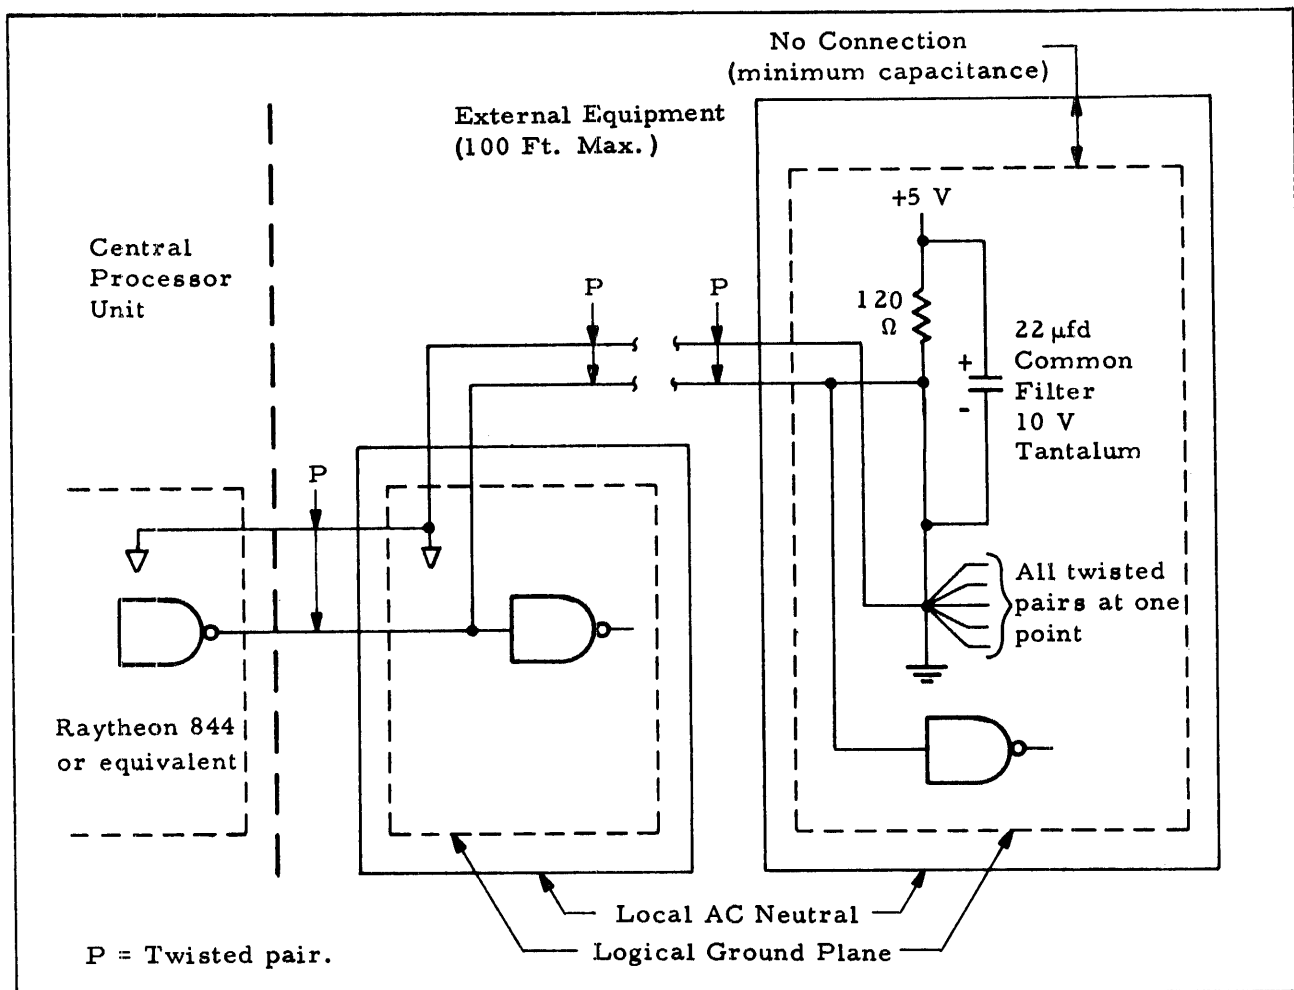 No Connection
(minimum capacitance)
External Equipment
(100 Ft. Max.)
+5 V
Central
Processor
Unit
P
P
120
Ω
22 µfd
Common
Filter
10 V
Tantalum
+
-
P
All twisted
pairs at one
point
Raytheon 844
or equivalent
Local AC Neutral
Logical Ground Plane
P = Twisted pair.